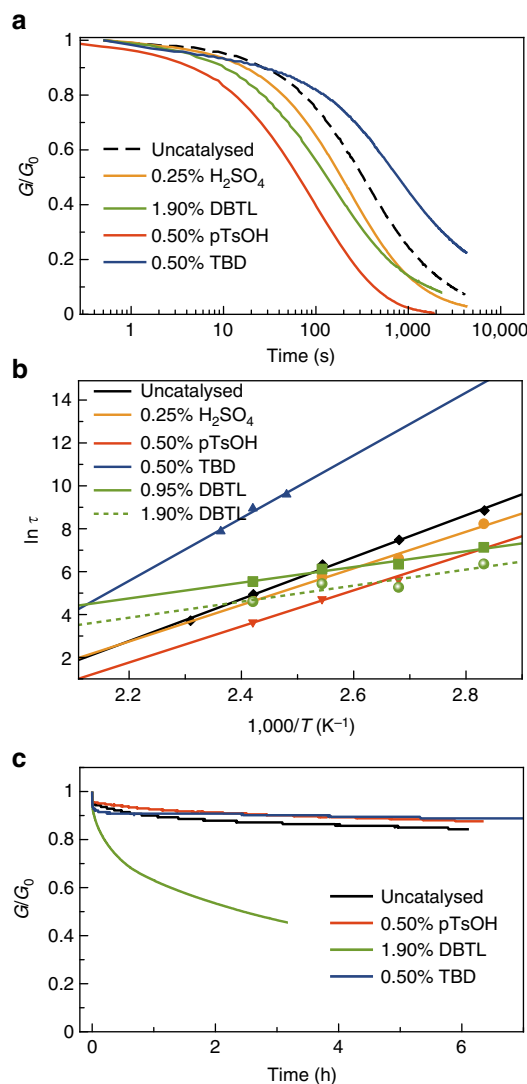 a
1
0.8
0.6
0.4
0.2
0
G/G₀
Uncatalysed
0.25% H₂SO₄
1.90% DBTL
0.50% pTsOH
0.50% TBD
1 10 100 1,000 10,000
Time (s)
b
14
12
10
8
6
4
2
ln τ
Uncatalysed
0.25% H₂SO₄
0.50% pTsOH
0.50% TBD
0.95% DBTL
1.90% DBTL
2.2 2.4 2.6 2.8
1,000/T (K⁻¹)
c
1
0.8
0.6
0.4
0.2
0
G/G₀
Uncatalysed
0.50% pTsOH
1.90% DBTL
0.50% TBD
0 2 4 6
Time (h)